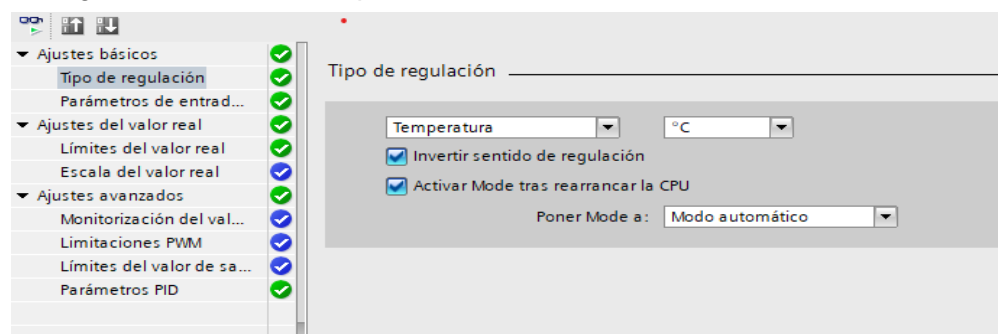 Ajustes básicos
Tipo de regulación
Parámetros de entrad...
Ajustes del valor real
Límites del valor real
Escala del valor real
Ajustes avanzados
Monitorización del val...
Limitaciones PWM
Límites del valor de sa...
Parámetros PID
Tipo de regulación
Temperatura °C
Invertir sentido de regulación
Activar Mode tras rearrancar la CPU
Poner Mode a: Modo automático